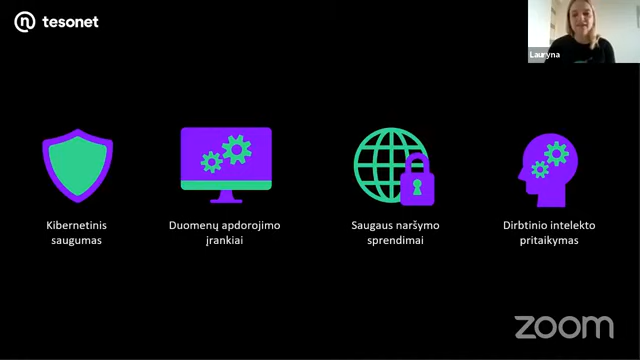 tesonet
Lauryna
Kibernetinis
saugumas
Duomenų apdorojimo
įrankiai
Saugaus naršymo
sprendimai
Dirbtinio intelekto
pritaikymas
zoom